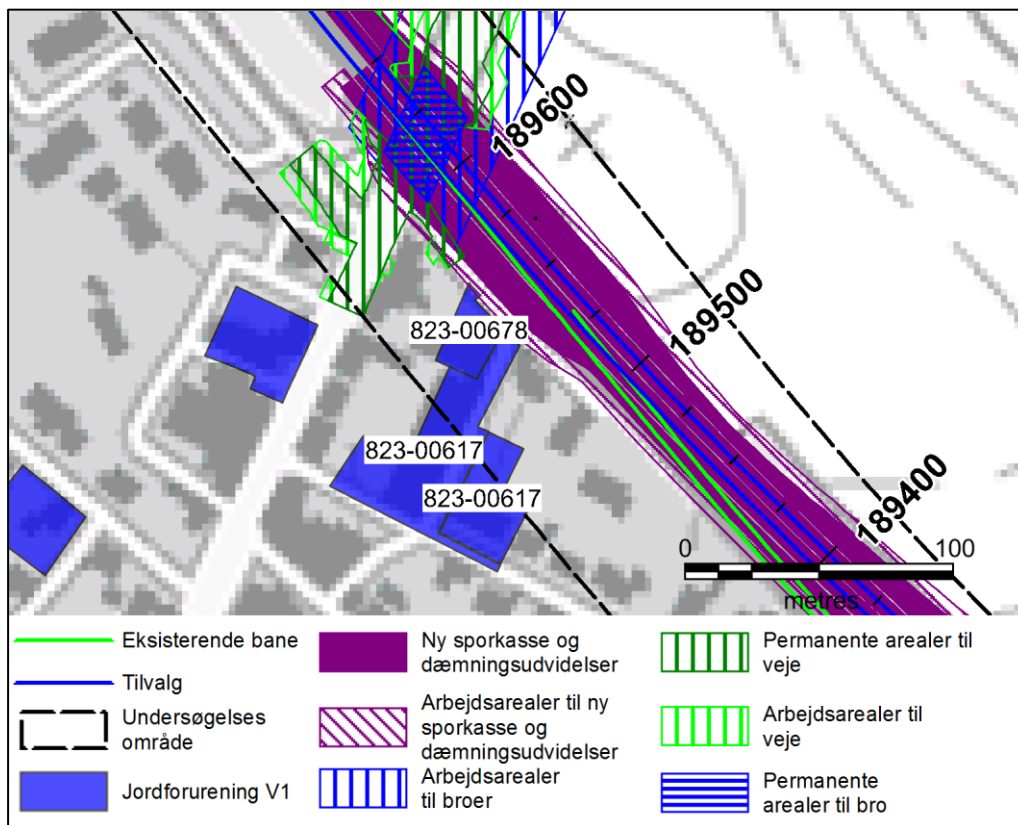 189600
189500
823-00678
823-00617
823-00617
189400
0
100
metres
Eksisterende bane
Tilvalg
Undersøgelses
område
Jordforurening V1
Ny sporkasse og
dæmningsudvidelser
Arbejdsarealer til ny
sporkasse og
dæmningsudvidelser
Arbejdsarealer
til broer
Permanente arealer til
veje
Arbejdsarealer til
veje
Permanente
arealer til bro